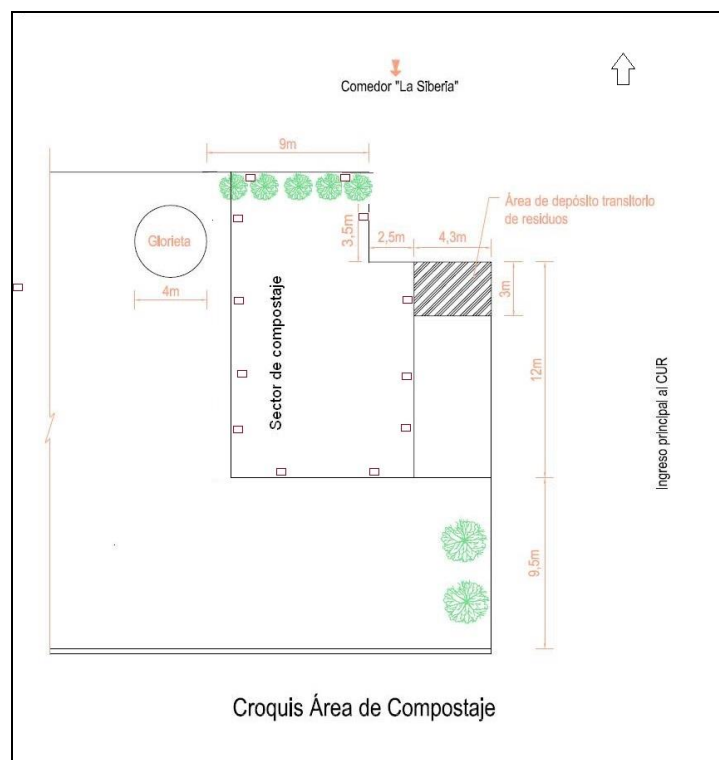 Comedor "La Siberia"
9m
Área de depósito transitorio
de residuos
3,5m
2,5m
4,3m
Glorieta
4m
3m
Sector de compostaje
12m
Ingreso principal al CUR
9,5m
Croquis Área de Compostaje